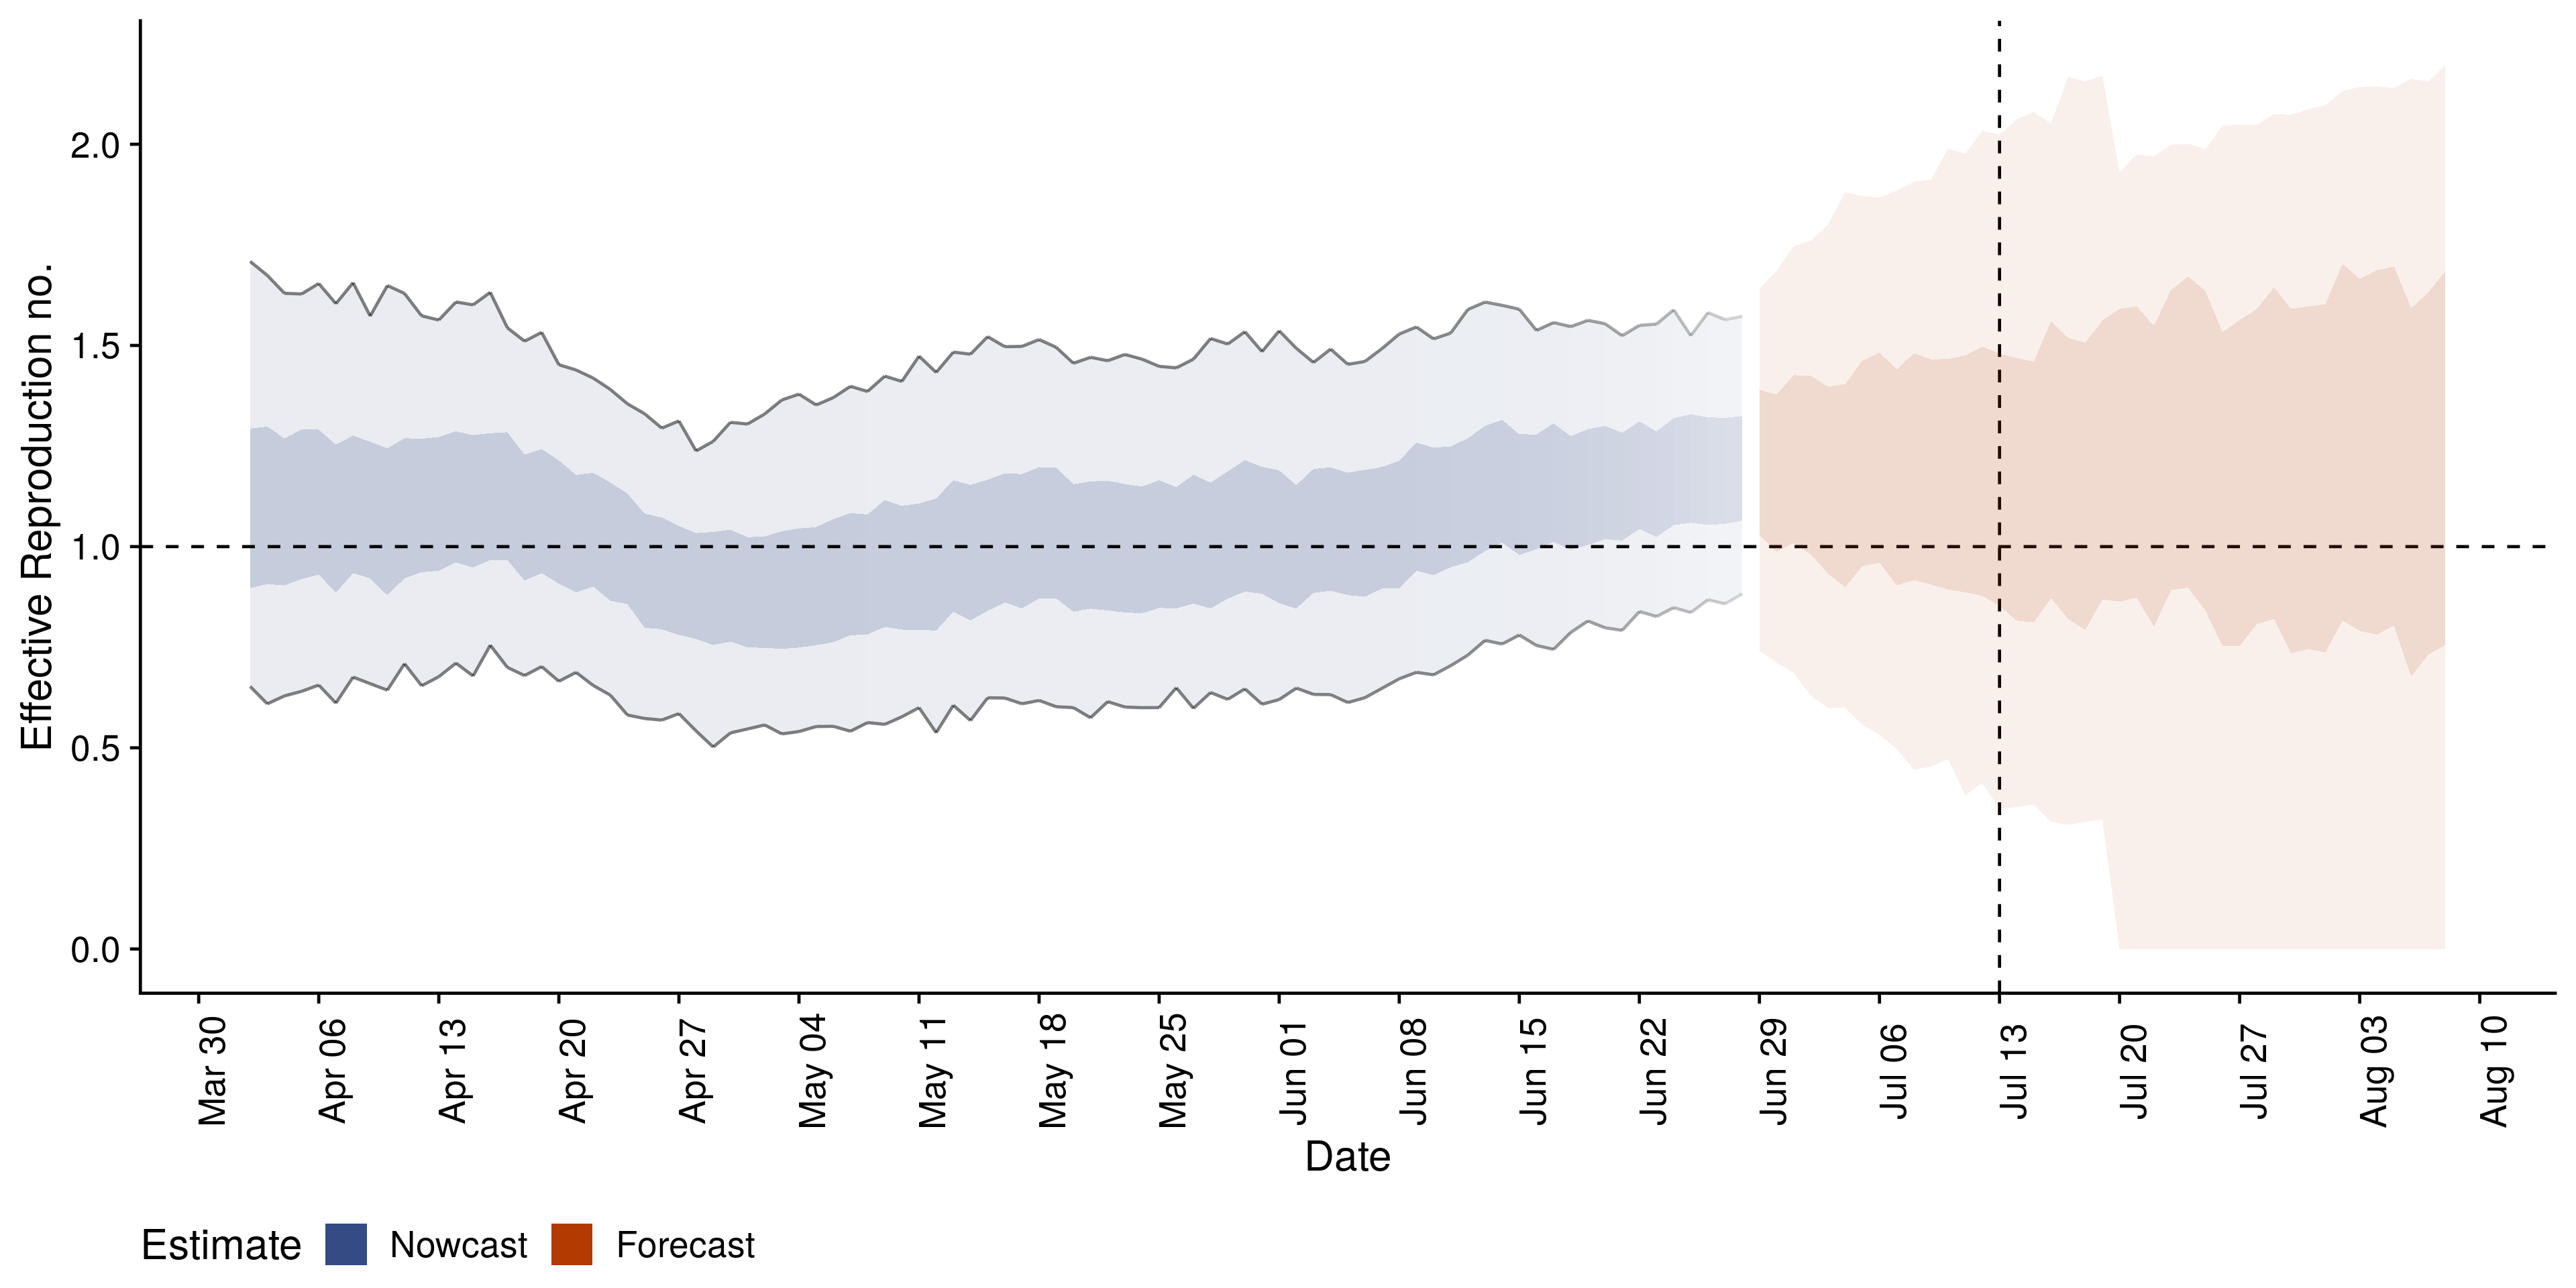 Effective Reproduction no.
2.0
1.5
1.0
0.5
0.0
Mar 30
Apr 06
Apr 13
Apr 20
Apr 27
May 04
May 11
May 18
May 25
Jun 01
Jun 08
Jun 15
Jun 22
Jun 29
Jul 06
Jul 13
Jul 20
Jul 27
Aug 03
Aug 10
Date
Estimate Nowcast Forecast